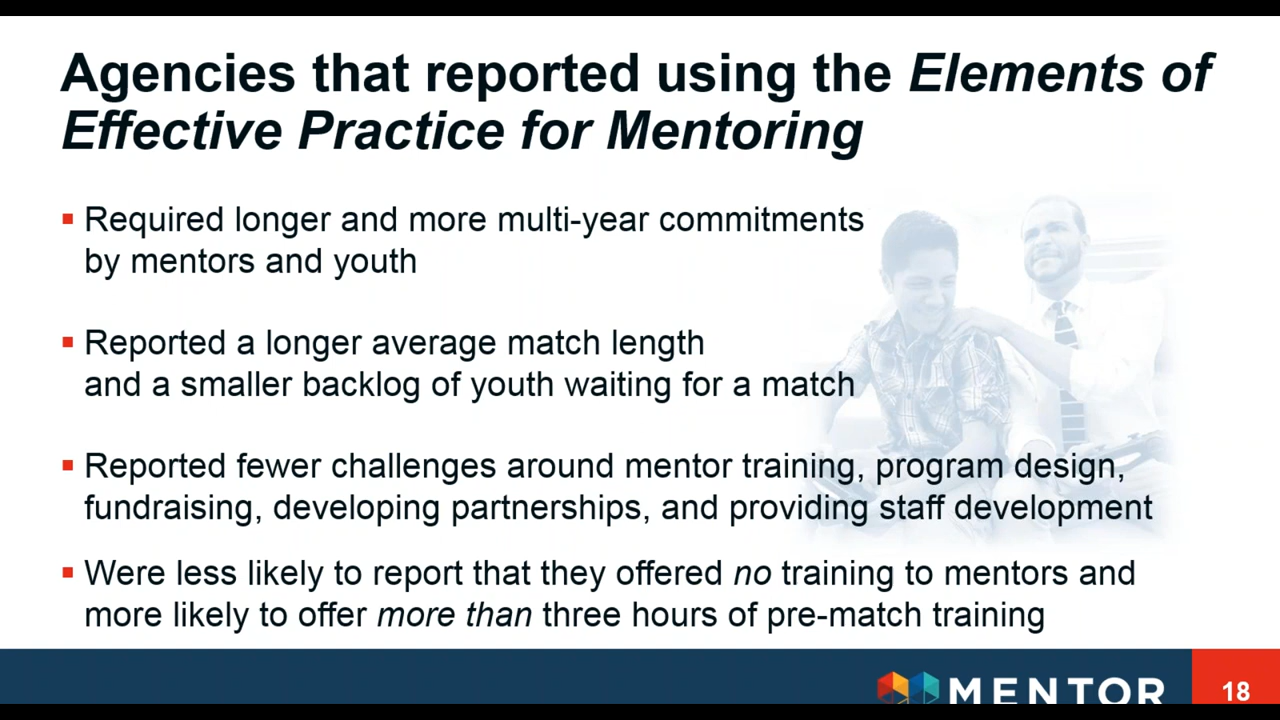 Agencies that reported using the Elements of
Effective Practice for Mentoring
Required longer and more multi-year commitments
by mentors and youth
Reported a longer average match length
and a smaller backlog of youth waiting for a match
Reported fewer challenges around mentor training, program design,
fundraising, developing partnerships, and providing staff development
Were less likely to report that they offered no training to mentors and
more likely to offer more than three hours of pre-match training
MENTOR
18